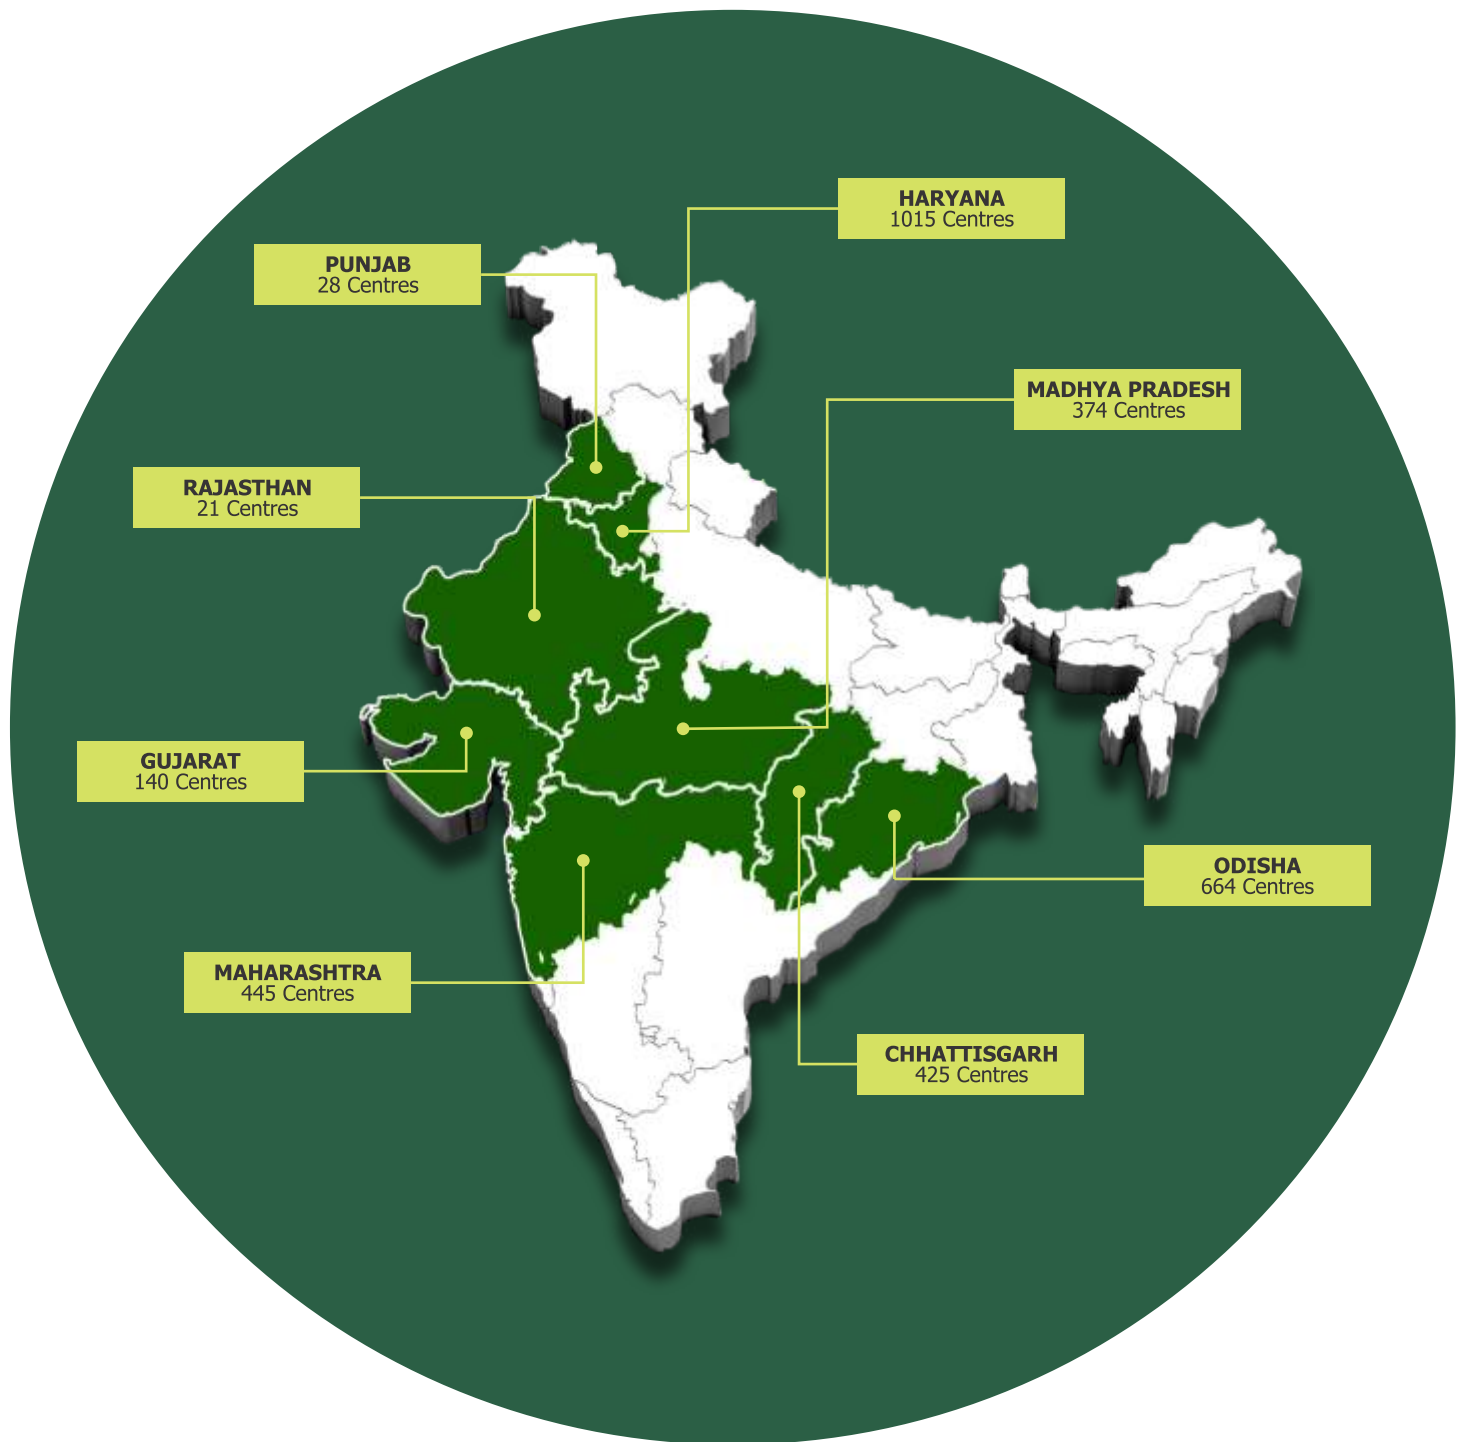 HARYANA
1015 Centres
PUNJAB
28 Centres
MADHYA PRADESH
374 Centres
RAJASTHAN
21 Centres
GUJARAT
140 Centres
ODISHA
664 Centres
MAHARASHTRA
445 Centres
CHHATTISGARH
425 Centres